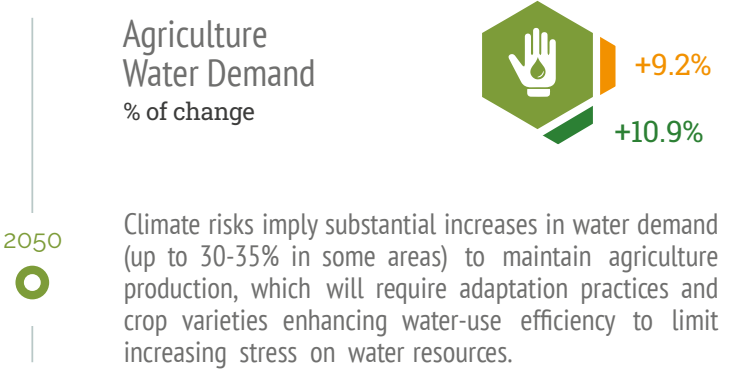 Agriculture
Water Demand
% of change
+9.2%
+10.9%
2050
Climate risks imply substantial increases in water demand
(up to 30-35% in some areas) to maintain agriculture
production, which will require adaptation practices and
crop varieties enhancing water-use efficiency to limit
increasing stress on water resources.